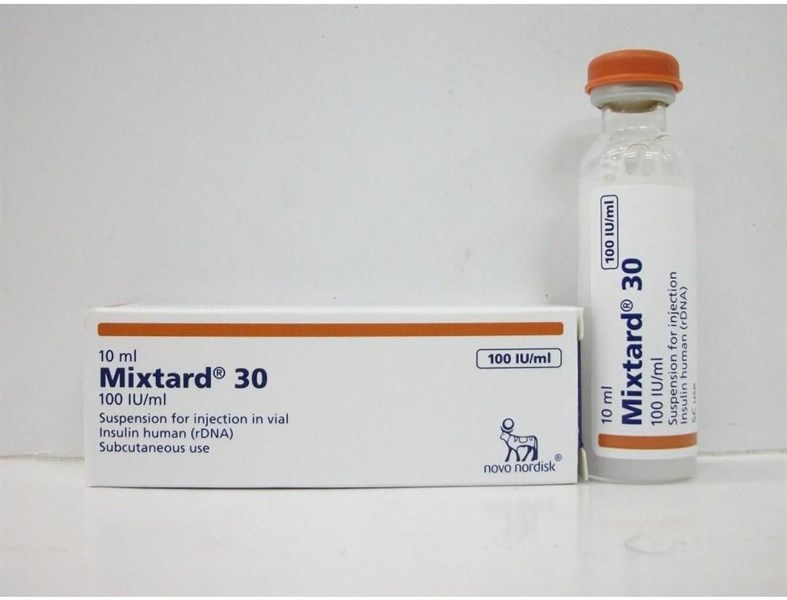 10 ml
Mixtard® 30
100 IU/ml
100 IU/ml
Suspension for injection in vial
Insulin human (rDNA)
Subcutaneous use
novo nordisk®
100 IU/ml
10 ml
Mixtard® 30
100 IU/ml
Suspension for injection
Insulin human (rDNA)
SC use